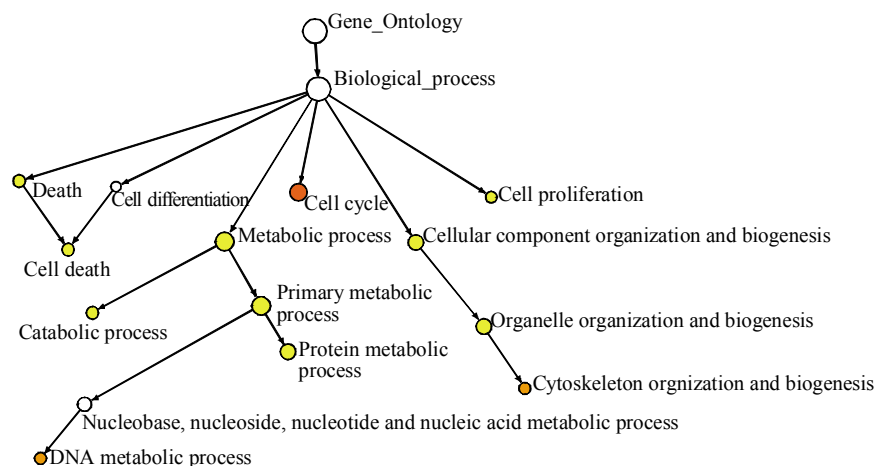 Gene_Ontology
Biological_process
Death
Cell differentiation
Cell cycle
Cell proliferation
Metabolic process
Cellular component organization and biogenesis
Cell death
Primary metabolic
process
Catabolic process
Organelle organization and biogenesis
Protein metabolic
process
Cytoskeleton orgnization and biogenesis
Nucleobase, nucleoside, nucleotide and nucleic acid metabolic process
DNA metabolic process